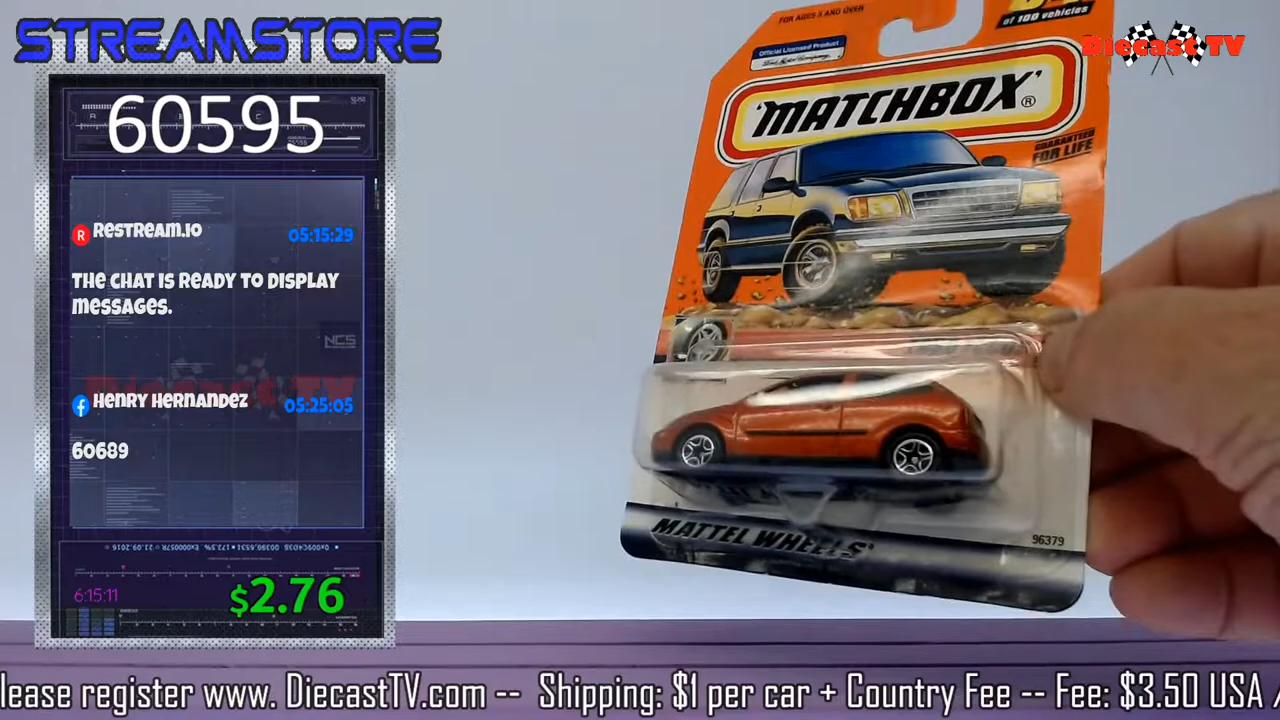 STREAMSTORE
60595
Restream.io 05:15:29
The chat is ready to display
messages.
NCS
Diecast TV
Henry Hernandez 05:25:05
60689
6:15:11
$2.76
FOR AGES 3 AND OVER
of 100 vehicles
Official Licensed Product
Diecast TV
MATCHBOX®
GUARANTEED
FOR LIFE
MATTEL WHEELS
96379
lease register www. DiecastTV.com -- Shipping: $1 per car + Country Fee -- Fee: $3.50 USA